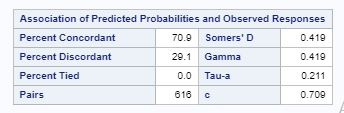 Association of Predicted Probabilities and Observed Responses
Percent Concordant 70.9 Somers' D 0.419
Percent Discordant 29.1 Gamma 0.419
Percent Tied 0.0 Tau-a 0.211
Pairs 616 c 0.709